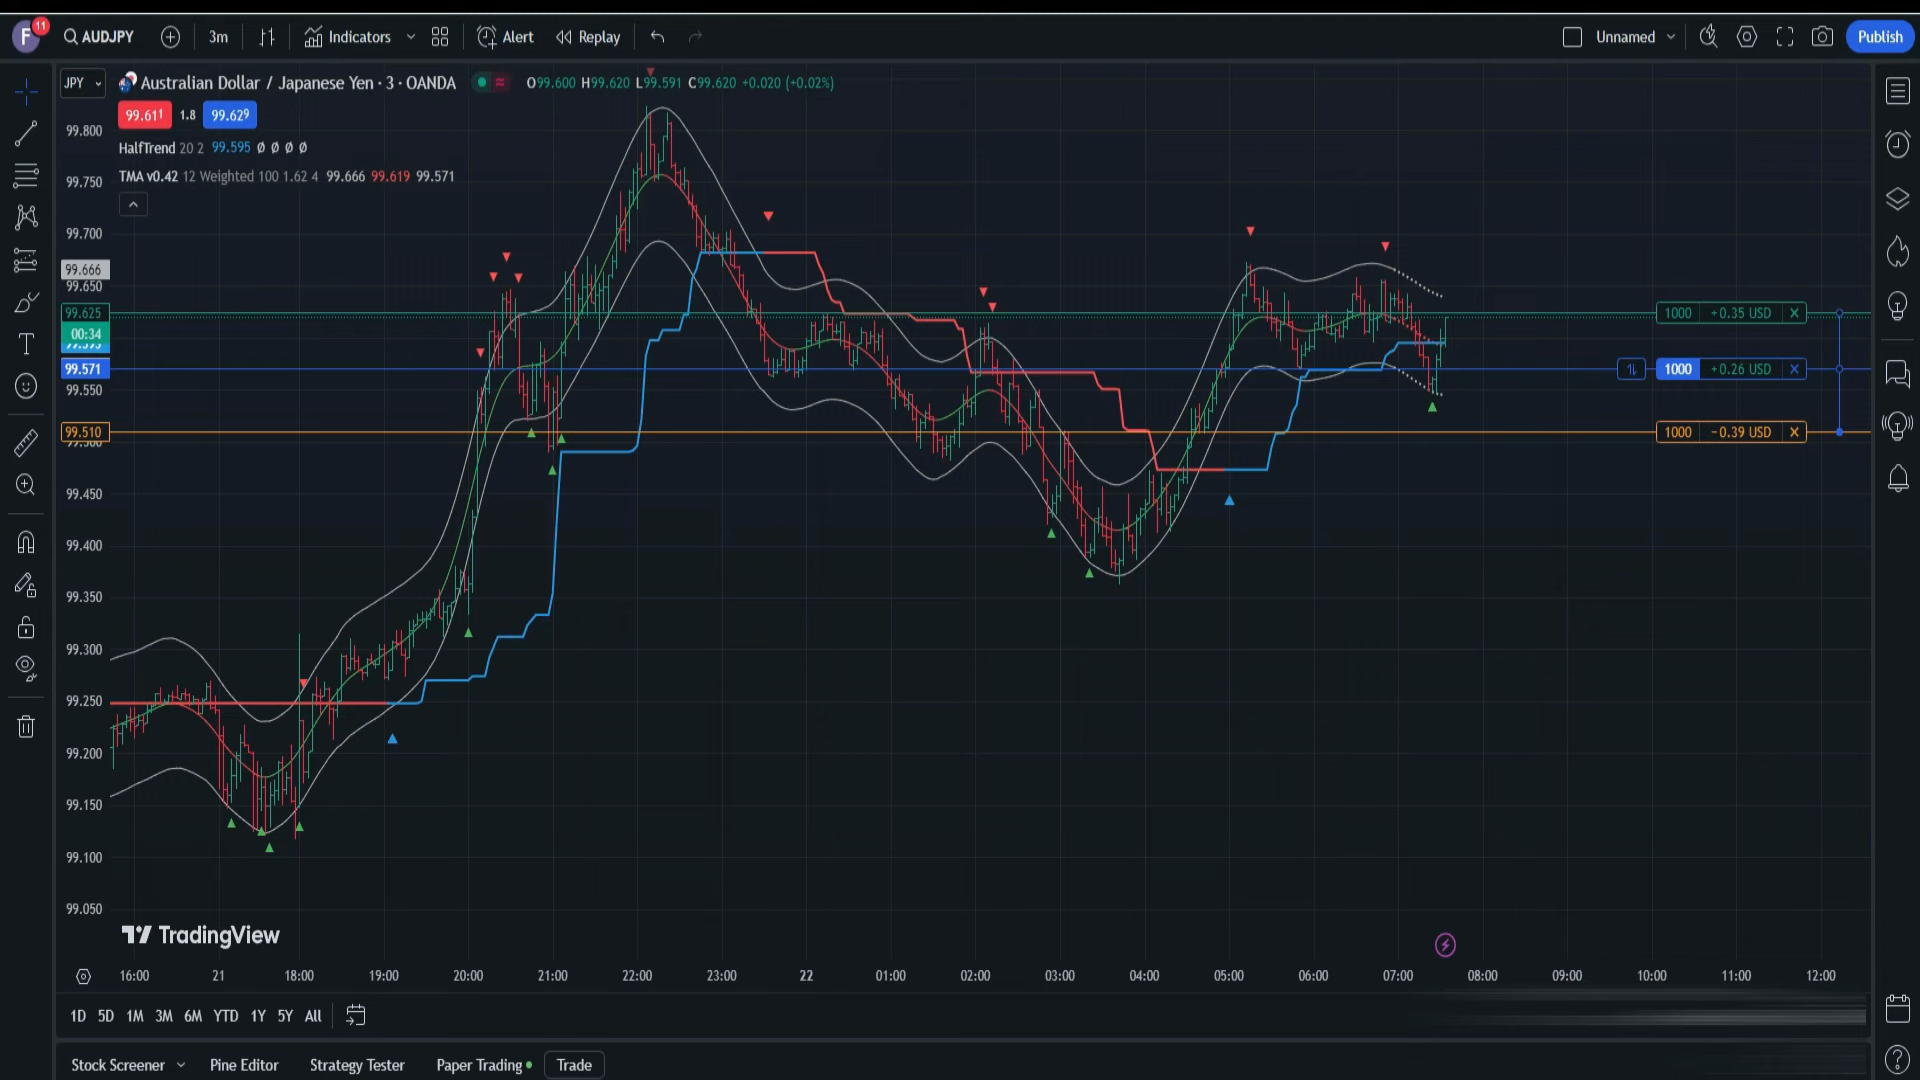 F 11 AUDJPY 3m Indicators Alert Replay Unnamed Publish
JPY Australian Dollar / Japanese Yen · 3 · OANDA O99.600 H99.620 L99.591 C99.620 +0.020 (+0.02%)
99.611 1.8 99.629
HalfTrend 20 2 99.595 Ø Ø Ø Ø
TMA v0.42 12 Weighted 100 1.62 4 99.666 99.619 99.571
99.800
99.750
99.700
99.666
99.650
99.625 1000 +0.35 USD
00:34
99.595
99.571 1000 +0.26 USD
99.550
99.510 1000 −0.39 USD
99.500
99.450
99.400
99.350
99.300
99.250
99.200
99.150
99.100
99.050
TradingView
16:00 21 18:00 19:00 20:00 21:00 22:00 23:00 22 01:00 02:00 03:00 04:00 05:00 06:00 07:00 08:00 09:00 10:00 11:00 12:00
1D 5D 1M 3M 6M YTD 1Y 5Y All
Stock Screener Pine Editor Strategy Tester Paper Trading Trade